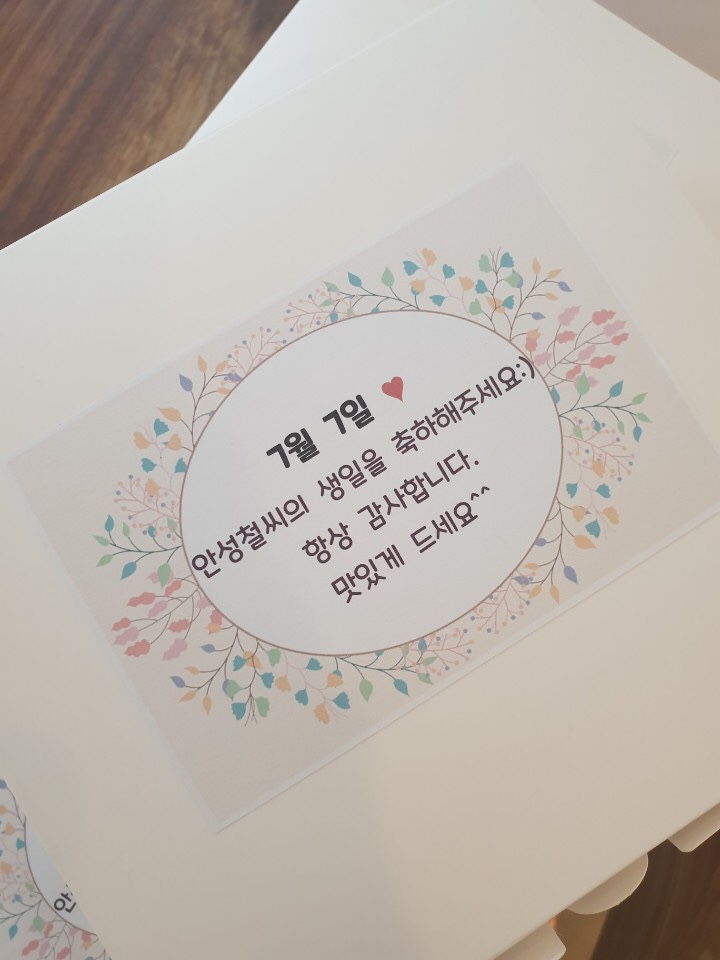 7월 7일 ♥
안성철씨의 생일을 축하해주세요:)
항상 감사합니다.
맛있게 드세요^^
안